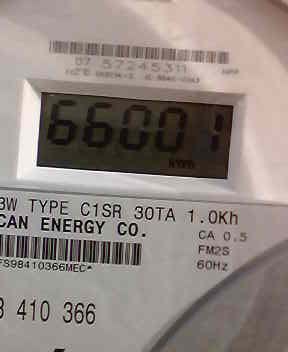 07 57245311
66001
3W TYPE C1SR 30TA 1.0Kh
CAN ENERGY CO.
CA 0.5
FM2S
60Hz
FS98410366MEC*
3 410 366